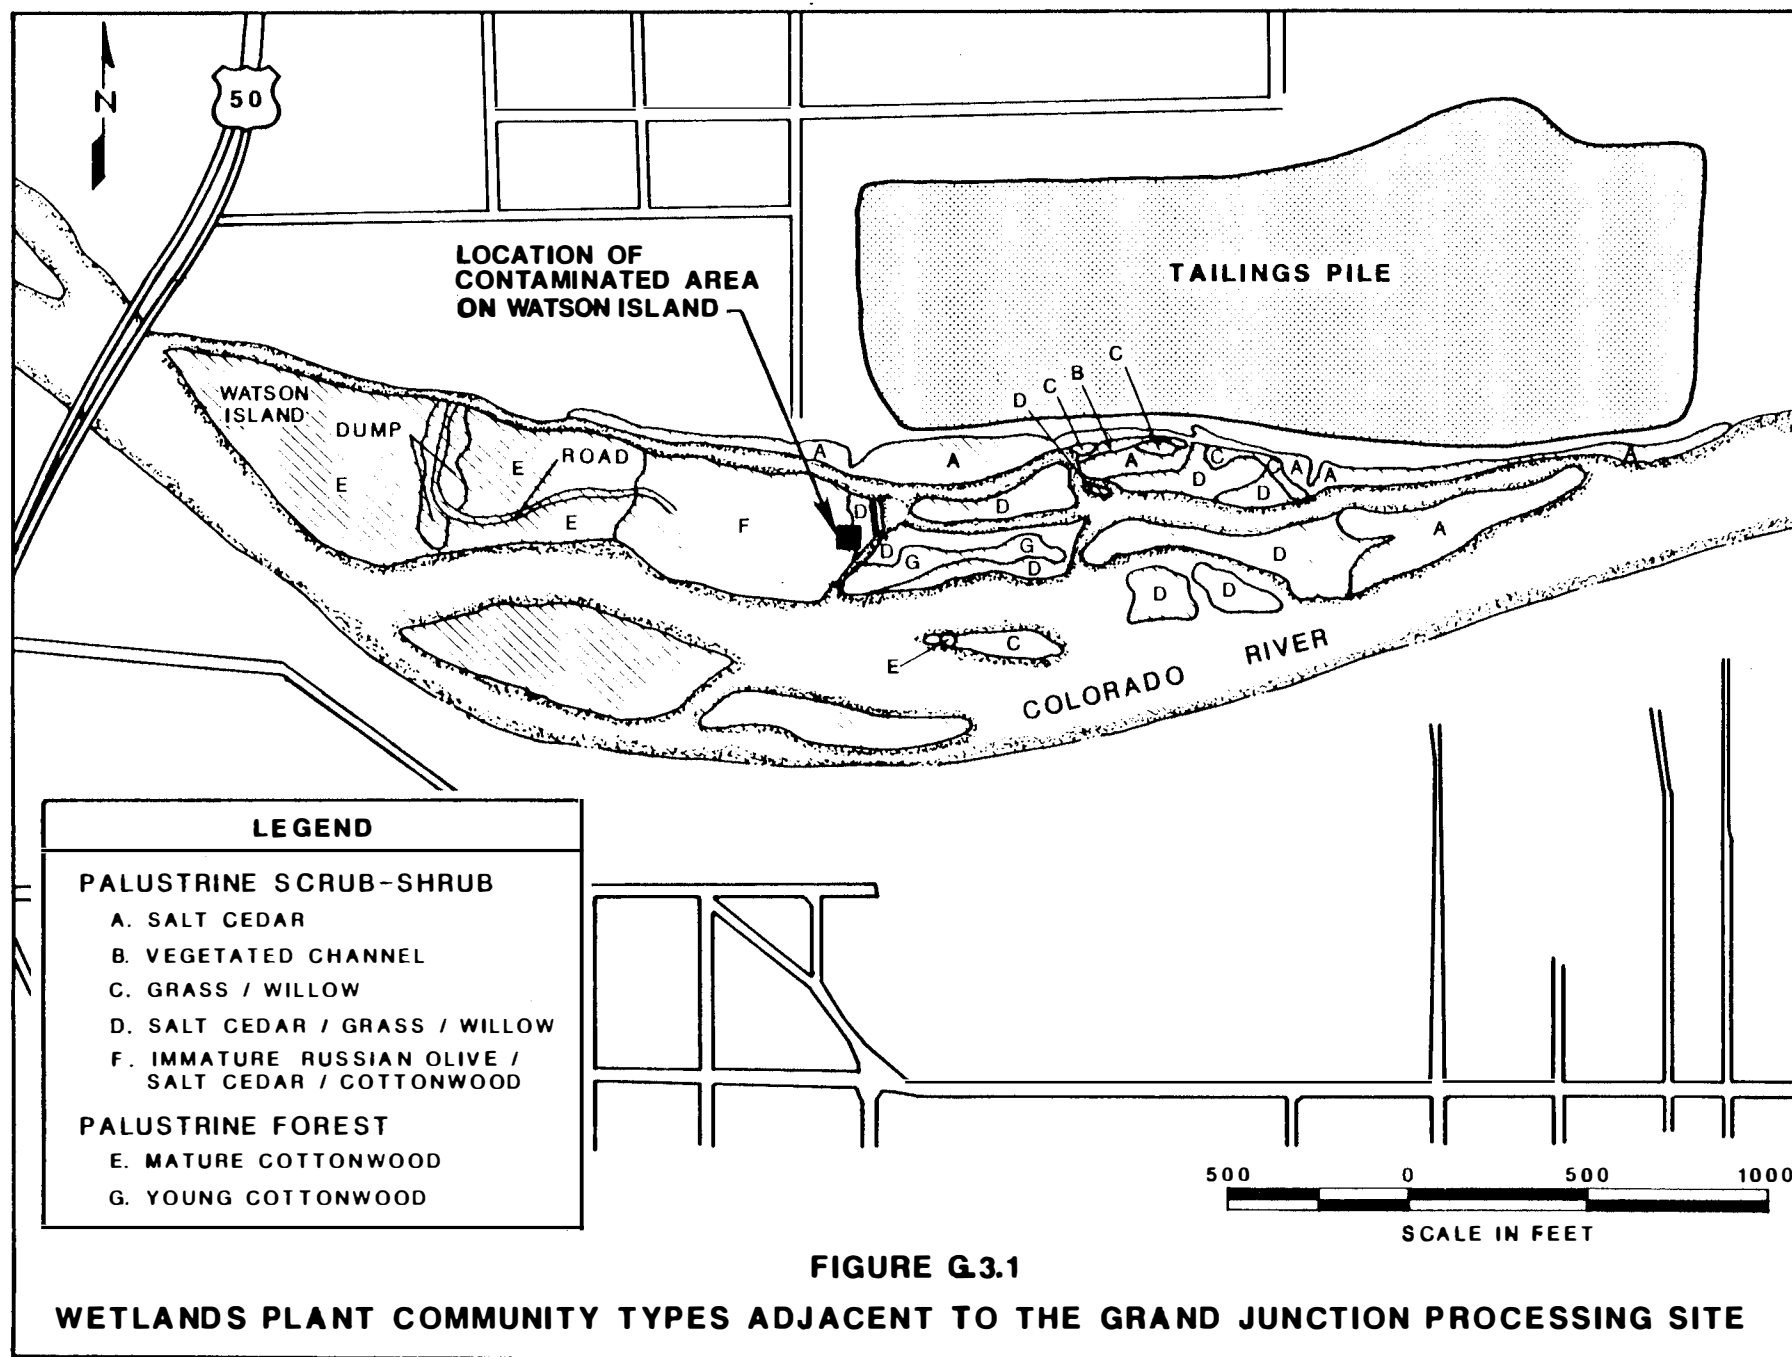 N
50
LOCATION OF
CONTAMINATED AREA
ON WATSON ISLAND
TAILINGS PILE
C
B
C
D
WATSON
ISLAND
DUMP
E
E
ROAD
E
F
A
A
A
C
D
A
A
A
D
D
D
D
G
G
D
D
A
D
D
E
C
COLORADO RIVER
LEGEND
PALUSTRINE SCRUB-SHRUB
A. SALT CEDAR
B. VEGETATED CHANNEL
C. GRASS / WILLOW
D. SALT CEDAR / GRASS / WILLOW
F. IMMATURE RUSSIAN OLIVE /
SALT CEDAR / COTTONWOOD
PALUSTRINE FOREST
E. MATURE COTTONWOOD
G. YOUNG COTTONWOOD
500 0 500 1000
SCALE IN FEET
FIGURE G.3.1
WETLANDS PLANT COMMUNITY TYPES ADJACENT TO THE GRAND JUNCTION PROCESSING SITE